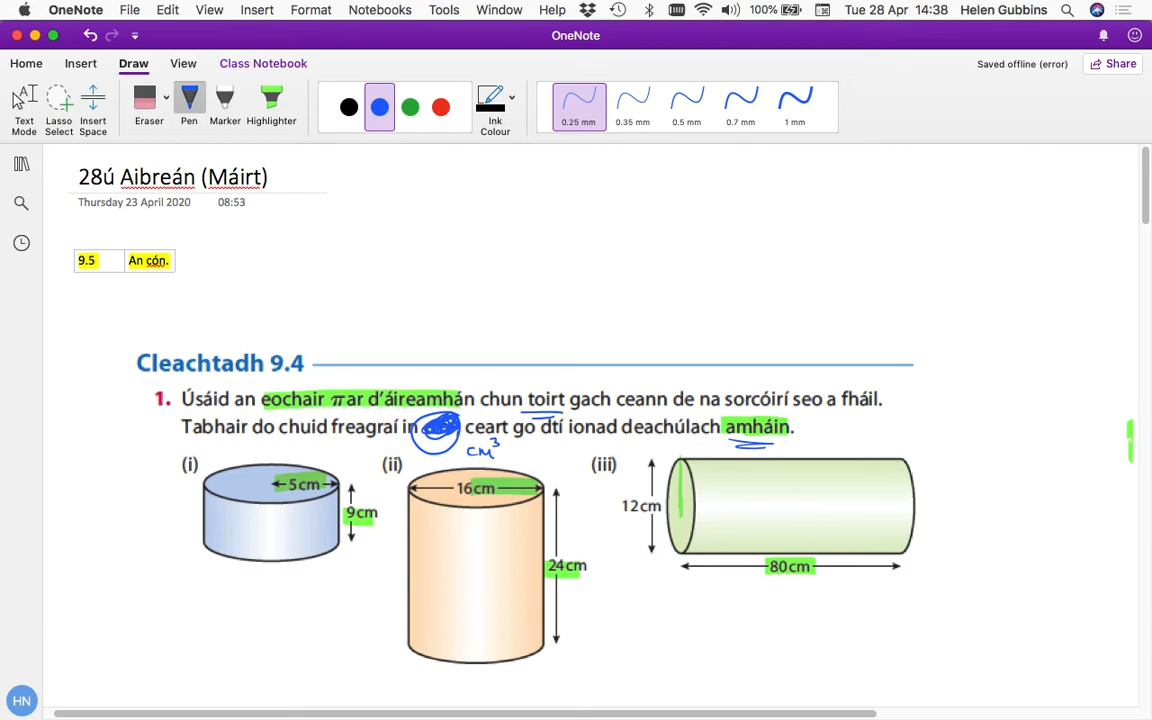 OneNote File Edit View Insert Format Notebooks Tools Window Help 100% Tue 28 Apr 14:38 Helen Gubbins
OneNote
Home Insert Draw View Class Notebook Saved offline (error) Share
Text Mode Lasso Select Insert Space Eraser Pen Marker Highlighter Ink Colour 0.25 mm 0.35 mm 0.5 mm 0.7 mm 1 mm
28ú Aibreán (Máirt)
Thursday 23 April 2020 08:53
9.5 An cón.
Cleachtadh 9.4
1. Úsáid an eochair π ar d'áireamhán chun toirt gach ceann de na sorcóirí seo a fháil.
Tabhair do chuid freagraí in ceart go dtí ionad deachúlach amháin.
cm³
(i) (ii) (iii)
5 cm 16 cm
9 cm 12 cm
24 cm 80 cm
HN